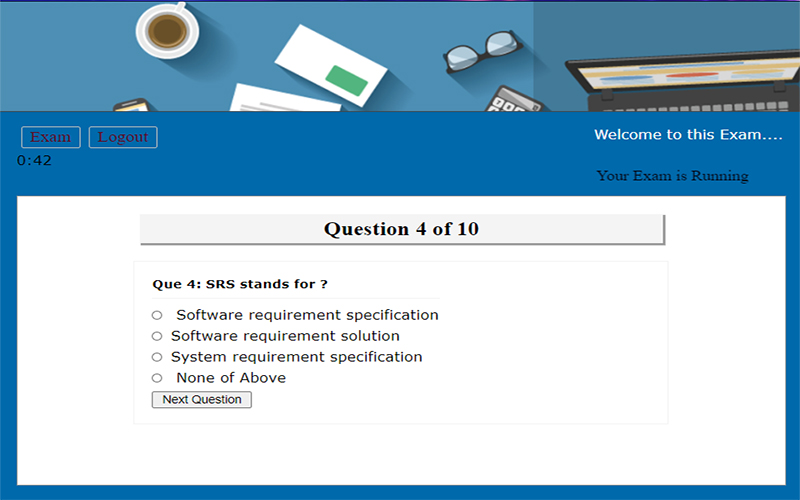 Exam Logout Welcome to this Exam....
0:42
Your Exam is Running
Question 4 of 10
Que 4: SRS stands for ?
Software requirement specification
Software requirement solution
System requirement specification
None of Above
Next Question